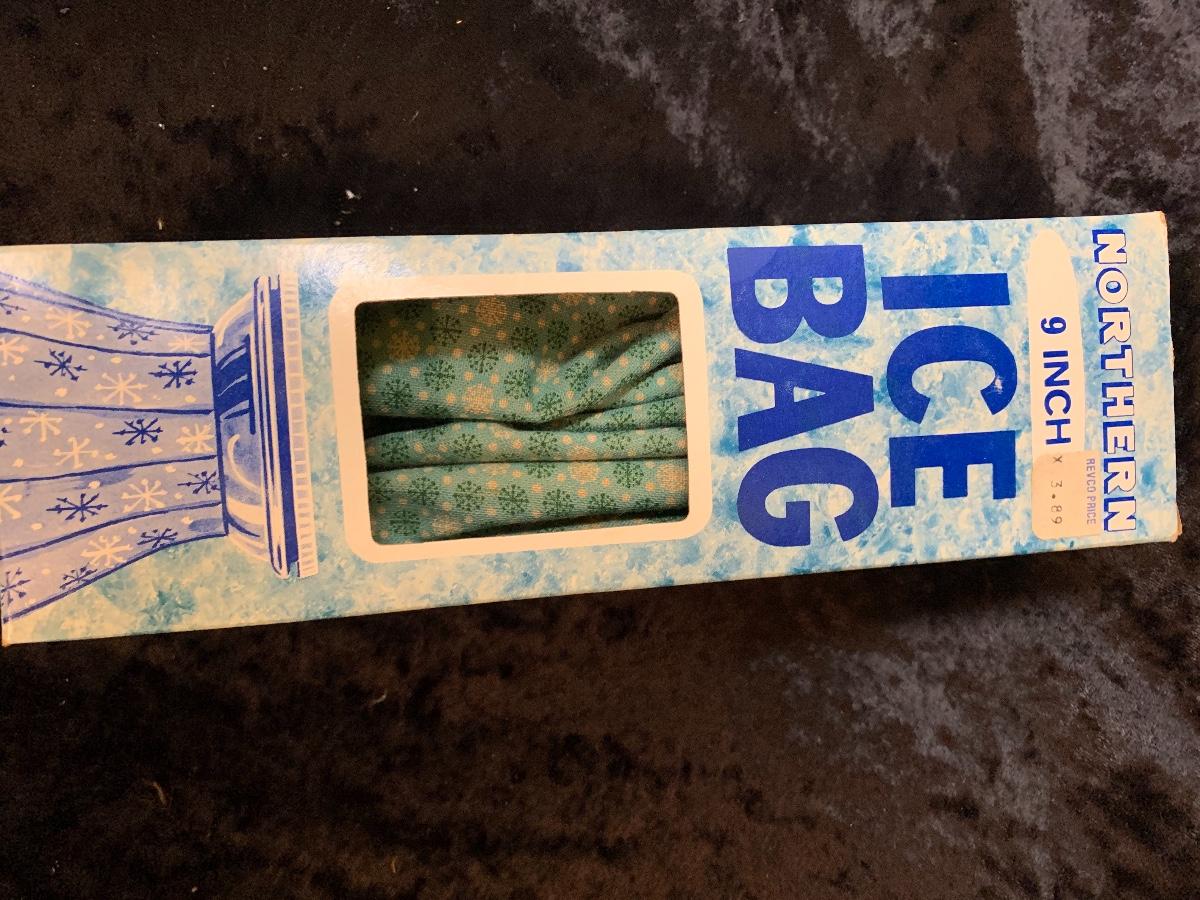 NORTHERN
9 INCH
REVCO PRICE
x 3.89
ICE
BAG